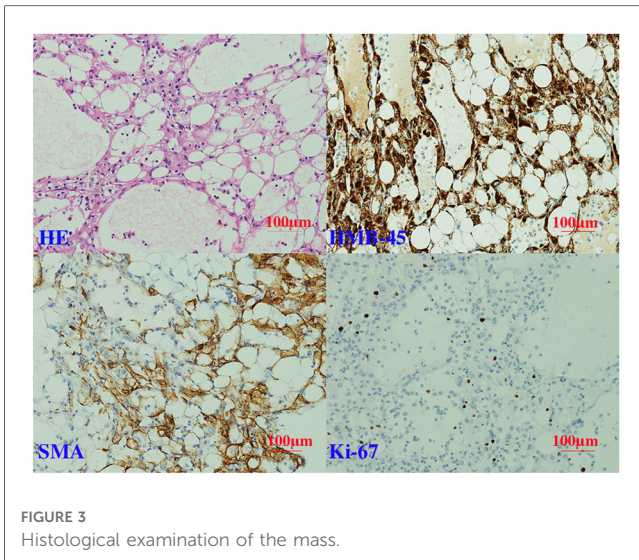 100μm
HE
100μm
HMB-45
100μm
SMA
100μm
Ki-67
FIGURE 3
Histological examination of the mass.